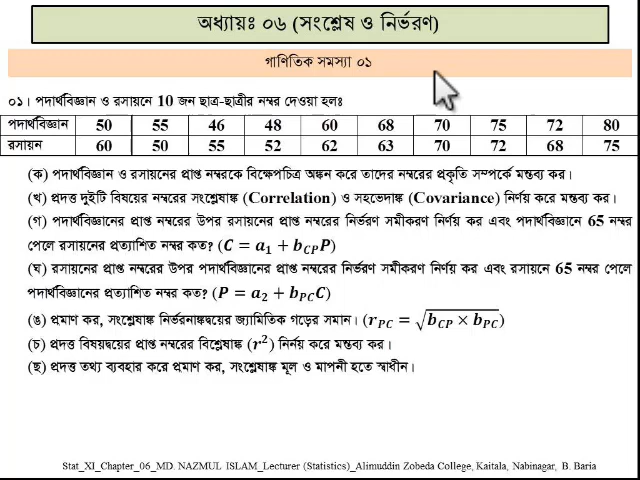 অধ্যায়ঃ ০৬ (সংশ্লেষ ও নির্ভরণ)
গাণিতিক সমস্যা ০১
০১। পদার্থবিজ্ঞান ও রসায়নে 10 জন ছাত্র-ছাত্রীর নম্বর দেওয়া হলঃ
পদার্থবিজ্ঞান 50 55 46 48 60 68 70 75 72 80
রসায়ন 60 50 55 52 62 63 70 72 68 75
(ক) পদার্থবিজ্ঞান ও রসায়নের প্রাপ্ত নম্বরকে বিক্ষেপচিত্র অঙ্কন করে তাদের নম্বরের প্রকৃতি সম্পর্কে মন্তব্য কর।
(খ) প্রদত্ত দুইটি বিষয়ের নম্বরের সংশ্লেষাঙ্ক (Correlation) ও সহভেদাঙ্ক (Covariance) নির্ণয় করে মন্তব্য কর।
(গ) পদার্থবিজ্ঞানের প্রাপ্ত নম্বরের উপর রসায়নের প্রাপ্ত নম্বরের নির্ভরণ সমীকরণ নির্ণয় কর এবং পদার্থবিজ্ঞানে 65 নম্বর
পেলে রসায়নের প্রত্যাশিত নম্বর কত? (C = a₁ + b_CP P)
(ঘ) রসায়নের প্রাপ্ত নম্বরের উপর পদার্থবিজ্ঞানের প্রাপ্ত নম্বরের নির্ভরণ সমীকরণ নির্ণয় কর এবং রসায়নে 65 নম্বর পেলে
পদার্থবিজ্ঞানের প্রত্যাশিত নম্বর কত? (P = a₂ + b_PC C)
(ঙ) প্রমাণ কর, সংশ্লেষাঙ্ক নির্ভরনাঙ্কদ্বয়ের জ্যামিতিক গড়ের সমান। (r_PC = √(b_CP × b_PC))
(চ) প্রদত্ত বিষয়দ্বয়ের প্রাপ্ত নম্বরের বিশ্লেষাঙ্ক (r²) নির্নয় করে মন্তব্য কর।
(ছ) প্রদত্ত তথ্য ব্যবহার করে প্রমাণ কর, সংশ্লেষাঙ্ক মূল ও মাপনী হতে স্বাধীন।
Stat_XI_Chapter_06_MD. NAZMUL ISLAM_Lecturer (Statistics)_Alimuddin Zobeda College, Kaitala, Nabinagar, B. Baria